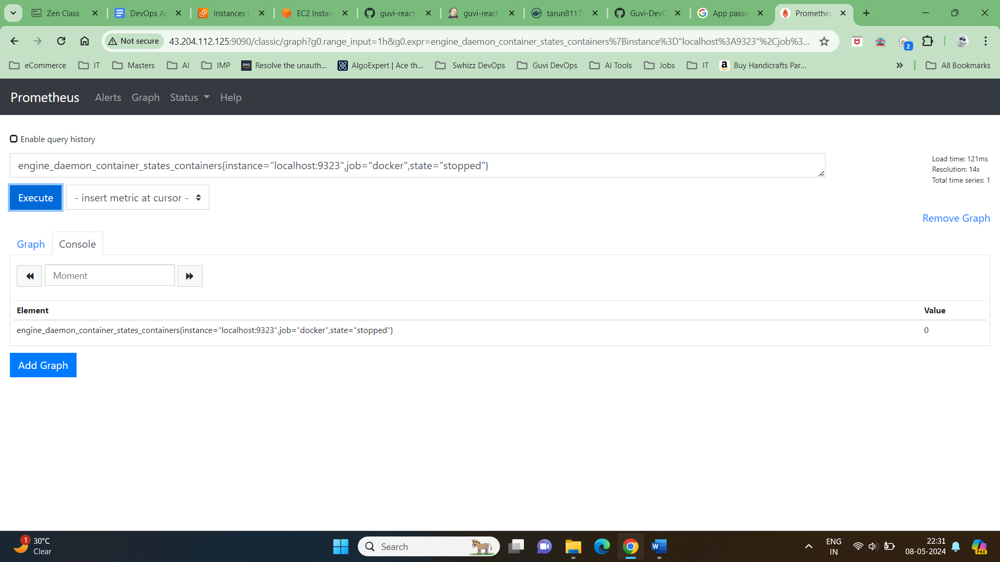 Zen Class
DevOps Ap
Instances |
EC2 Instan
guvi-react-
guvi-react-
tarun8117/
Guvi-DevO
App passw
Prometheu
Not secure
43.204.112.125:9090/classic/graph?g0.range_input=1h&g0.expr=engine_daemon_container_states_containers%7Binstance%3D"localhost%3A9323"%2Cjob%3...
2
eCommerce
IT
Masters
AI
IMP
aws
Resolve the unauth...
AlgoExpert | Ace th...
Swhizz DevOps
Guvi DevOps
AI Tools
Jobs
IT
Buy Handicrafts Par...
All Bookmarks
Prometheus
Alerts
Graph
Status
Help
Enable query history
engine_daemon_container_states_containers{instance="localhost:9323",job="docker",state="stopped"}
Load time: 121ms
Resolution: 14s
Total time series: 1
Execute
- insert metric at cursor -
Remove Graph
Graph
Console
Moment
Element
Value
engine_daemon_container_states_containers{instance="localhost:9323",job="docker",state="stopped"}
0
Add Graph
1
30°C
Clear
Search
ENG
IN
22:31
08-05-2024
PRE